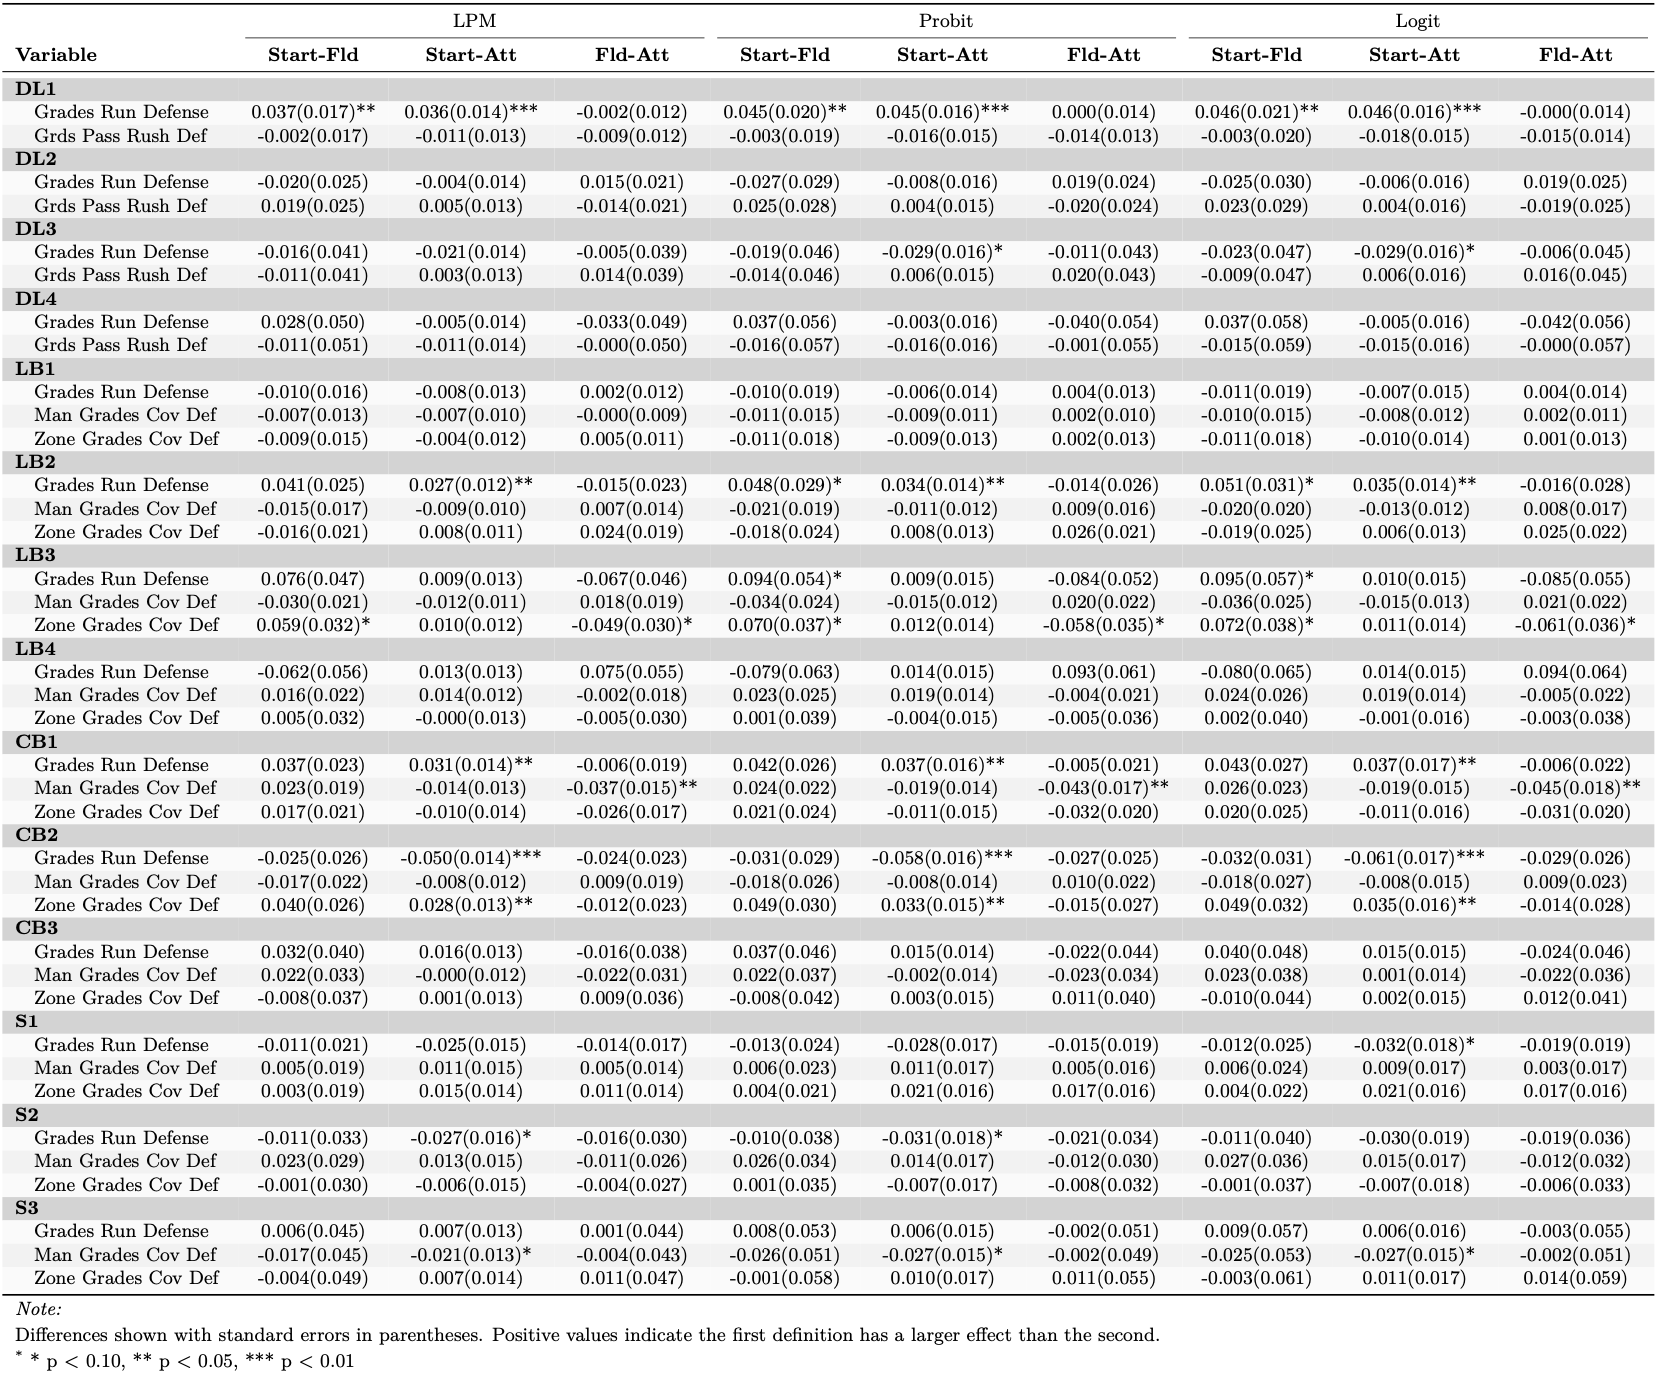 LPM Probit Logit
Variable Start-Fld Start-Att Fld-Att Start-Fld Start-Att Fld-Att Start-Fld Start-Att Fld-Att
DL1
Grades Run Defense 0.037(0.017)** 0.036(0.014)*** -0.002(0.012) 0.045(0.020)** 0.045(0.016)*** 0.000(0.014) 0.046(0.021)** 0.046(0.016)*** -0.000(0.014)
Grds Pass Rush Def -0.002(0.017) -0.011(0.013) -0.009(0.012) -0.003(0.019) -0.016(0.015) -0.014(0.013) -0.003(0.020) -0.018(0.015) -0.015(0.014)
DL2
Grades Run Defense -0.020(0.025) -0.004(0.014) 0.015(0.021) -0.027(0.029) -0.008(0.016) 0.019(0.024) -0.025(0.030) -0.006(0.016) 0.019(0.025)
Grds Pass Rush Def 0.019(0.025) 0.005(0.013) -0.014(0.021) 0.025(0.028) 0.004(0.015) -0.020(0.024) 0.023(0.029) 0.004(0.016) -0.019(0.025)
DL3
Grades Run Defense -0.016(0.041) -0.021(0.014) -0.005(0.039) -0.019(0.046) -0.029(0.016)* -0.011(0.043) -0.023(0.047) -0.029(0.016)* -0.006(0.045)
Grds Pass Rush Def -0.011(0.041) 0.003(0.013) 0.014(0.039) -0.014(0.046) 0.006(0.015) 0.020(0.043) -0.009(0.047) 0.006(0.016) 0.016(0.045)
DL4
Grades Run Defense 0.028(0.050) -0.005(0.014) -0.033(0.049) 0.037(0.056) -0.003(0.016) -0.040(0.054) 0.037(0.058) -0.005(0.016) -0.042(0.056)
Grds Pass Rush Def -0.011(0.051) -0.011(0.014) -0.000(0.050) -0.016(0.057) -0.016(0.016) -0.001(0.055) -0.015(0.059) -0.015(0.016) -0.000(0.057)
LB1
Grades Run Defense -0.010(0.016) -0.008(0.013) 0.002(0.012) -0.010(0.019) -0.006(0.014) 0.004(0.013) -0.011(0.019) -0.007(0.015) 0.004(0.014)
Man Grades Cov Def -0.007(0.013) -0.007(0.010) -0.000(0.009) -0.011(0.015) -0.009(0.011) 0.002(0.010) -0.010(0.015) -0.008(0.012) 0.002(0.011)
Zone Grades Cov Def -0.009(0.015) -0.004(0.012) 0.005(0.011) -0.011(0.018) -0.009(0.013) 0.002(0.013) -0.011(0.018) -0.010(0.014) 0.001(0.013)
LB2
Grades Run Defense 0.041(0.025) 0.027(0.012)** -0.015(0.023) 0.048(0.029)* 0.034(0.014)** -0.014(0.026) 0.051(0.031)* 0.035(0.014)** -0.016(0.028)
Man Grades Cov Def -0.015(0.017) -0.009(0.010) 0.007(0.014) -0.021(0.019) -0.011(0.012) 0.009(0.016) -0.020(0.020) -0.013(0.012) 0.008(0.017)
Zone Grades Cov Def -0.016(0.021) 0.008(0.011) 0.024(0.019) -0.018(0.024) 0.008(0.013) 0.026(0.021) -0.019(0.025) 0.006(0.013) 0.025(0.022)
LB3
Grades Run Defense 0.076(0.047) 0.009(0.013) -0.067(0.046) 0.094(0.054)* 0.009(0.015) -0.084(0.052) 0.095(0.057)* 0.010(0.015) -0.085(0.055)
Man Grades Cov Def -0.030(0.021) -0.012(0.011) 0.018(0.019) -0.034(0.024) -0.015(0.012) 0.020(0.022) -0.036(0.025) -0.015(0.013) 0.021(0.022)
Zone Grades Cov Def 0.059(0.032)* 0.010(0.012) -0.049(0.030)* 0.070(0.037)* 0.012(0.014) -0.058(0.035)* 0.072(0.038)* 0.011(0.014) -0.061(0.036)*
LB4
Grades Run Defense -0.062(0.056) 0.013(0.013) 0.075(0.055) -0.079(0.063) 0.014(0.015) 0.093(0.061) -0.080(0.065) 0.014(0.015) 0.094(0.064)
Man Grades Cov Def 0.016(0.022) 0.014(0.012) -0.002(0.018) 0.023(0.025) 0.019(0.014) -0.004(0.021) 0.024(0.026) 0.019(0.014) -0.005(0.022)
Zone Grades Cov Def 0.005(0.032) -0.000(0.013) -0.005(0.030) 0.001(0.039) -0.004(0.015) -0.005(0.036) 0.002(0.040) -0.001(0.016) -0.003(0.038)
CB1
Grades Run Defense 0.037(0.023) 0.031(0.014)** -0.006(0.019) 0.042(0.026) 0.037(0.016)** -0.005(0.021) 0.043(0.027) 0.037(0.017)** -0.006(0.022)
Man Grades Cov Def 0.023(0.019) -0.014(0.013) -0.037(0.015)** 0.024(0.022) -0.019(0.014) -0.043(0.017)** 0.026(0.023) -0.019(0.015) -0.045(0.018)**
Zone Grades Cov Def 0.017(0.021) -0.010(0.014) -0.026(0.017) 0.021(0.024) -0.011(0.015) -0.032(0.020) 0.020(0.025) -0.011(0.016) -0.031(0.020)
CB2
Grades Run Defense -0.025(0.026) -0.050(0.014)*** -0.024(0.023) -0.031(0.029) -0.058(0.016)*** -0.027(0.025) -0.032(0.031) -0.061(0.017)*** -0.029(0.026)
Man Grades Cov Def -0.017(0.022) -0.008(0.012) 0.009(0.019) -0.018(0.026) -0.008(0.014) 0.010(0.022) -0.018(0.027) -0.008(0.015) 0.009(0.023)
Zone Grades Cov Def 0.040(0.026) 0.028(0.013)** -0.012(0.023) 0.049(0.030) 0.033(0.015)** -0.015(0.027) 0.049(0.032) 0.035(0.016)** -0.014(0.028)
CB3
Grades Run Defense 0.032(0.040) 0.016(0.013) -0.016(0.038) 0.037(0.046) 0.015(0.014) -0.022(0.044) 0.040(0.048) 0.015(0.015) -0.024(0.046)
Man Grades Cov Def 0.022(0.033) -0.000(0.012) -0.022(0.031) 0.022(0.037) -0.002(0.014) -0.023(0.034) 0.023(0.038) 0.001(0.014) -0.022(0.036)
Zone Grades Cov Def -0.008(0.037) 0.001(0.013) 0.009(0.036) -0.008(0.042) 0.003(0.015) 0.011(0.040) -0.010(0.044) 0.002(0.015) 0.012(0.041)
S1
Grades Run Defense -0.011(0.021) -0.025(0.015) -0.014(0.017) -0.013(0.024) -0.028(0.017) -0.015(0.019) -0.012(0.025) -0.032(0.018)* -0.019(0.019)
Man Grades Cov Def 0.005(0.019) 0.011(0.015) 0.005(0.014) 0.006(0.023) 0.011(0.017) 0.005(0.016) 0.006(0.024) 0.009(0.017) 0.003(0.017)
Zone Grades Cov Def 0.003(0.019) 0.015(0.014) 0.011(0.014) 0.004(0.021) 0.021(0.016) 0.017(0.016) 0.004(0.022) 0.021(0.016) 0.017(0.016)
S2
Grades Run Defense -0.011(0.033) -0.027(0.016)* -0.016(0.030) -0.010(0.038) -0.031(0.018)* -0.021(0.034) -0.011(0.040) -0.030(0.019) -0.019(0.036)
Man Grades Cov Def 0.023(0.029) 0.013(0.015) -0.011(0.026) 0.026(0.034) 0.014(0.017) -0.012(0.030) 0.027(0.036) 0.015(0.017) -0.012(0.032)
Zone Grades Cov Def -0.001(0.030) -0.006(0.015) -0.004(0.027) 0.001(0.035) -0.007(0.017) -0.008(0.032) -0.001(0.037) -0.007(0.018) -0.006(0.033)
S3
Grades Run Defense 0.006(0.045) 0.007(0.013) 0.001(0.044) 0.008(0.053) 0.006(0.015) -0.002(0.051) 0.009(0.057) 0.006(0.016) -0.003(0.055)
Man Grades Cov Def -0.017(0.045) -0.021(0.013)* -0.004(0.043) -0.026(0.051) -0.027(0.015)* -0.002(0.049) -0.025(0.053) -0.027(0.015)* -0.002(0.051)
Zone Grades Cov Def -0.004(0.049) 0.007(0.014) 0.011(0.047) -0.001(0.058) 0.010(0.017) 0.011(0.055) -0.003(0.061) 0.011(0.017) 0.014(0.059)
Note:
Differences shown with standard errors in parentheses. Positive values indicate the first definition has a larger effect than the second.
* * p < 0.10, ** p < 0.05, *** p < 0.01